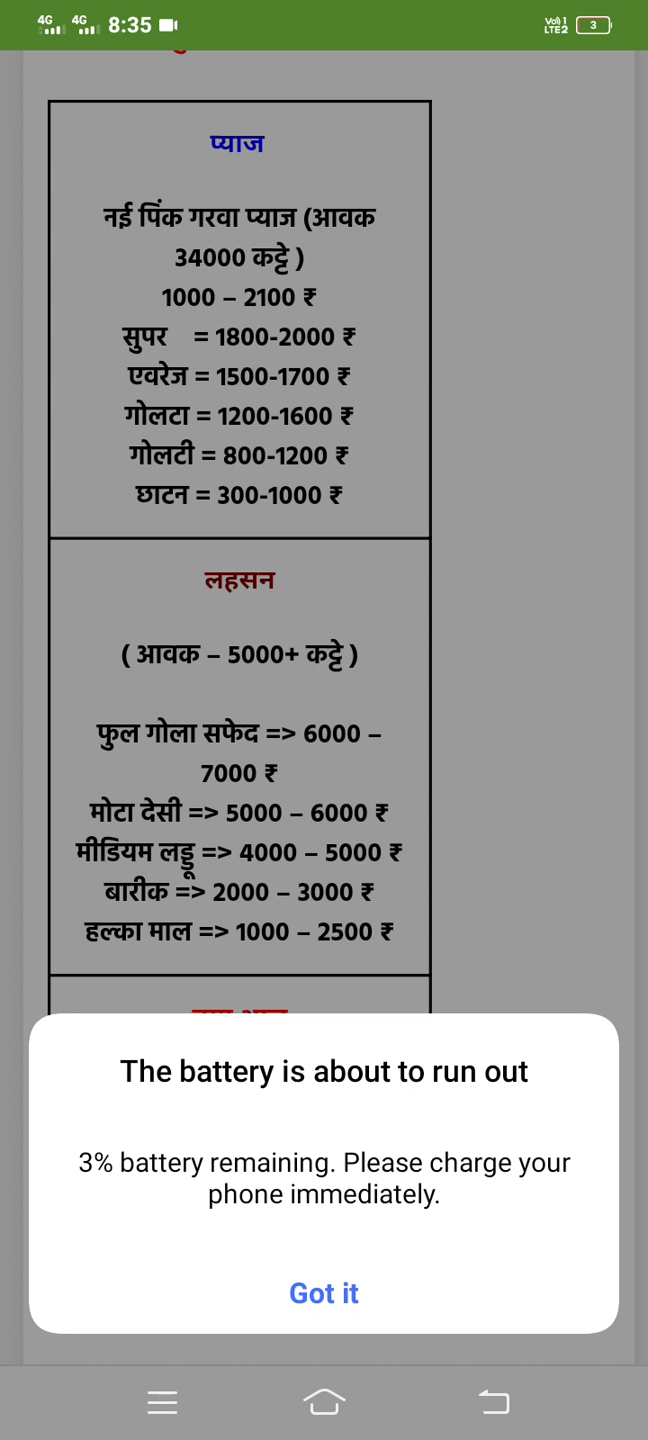 4G 4G 8:35 Vo1 LTE2 3
प्याज
नई पिंक गरवा प्याज (आवक
34000 कट्टे )
1000 – 2100 ₹
सुपर = 1800-2000 ₹
एवरेज = 1500-1700 ₹
गोलटा = 1200-1600 ₹
गोलटी = 800-1200 ₹
छाटन = 300-1000 ₹
लहसन
( आवक – 5000+ कट्टे )
फुल गोला सफेद => 6000 –
7000 ₹
मोटा देसी => 5000 – 6000 ₹
मीडियम लड्डू => 4000 – 5000 ₹
बारीक => 2000 – 3000 ₹
हल्का माल => 1000 – 2500 ₹
The battery is about to run out
3% battery remaining. Please charge your
phone immediately.
Got it